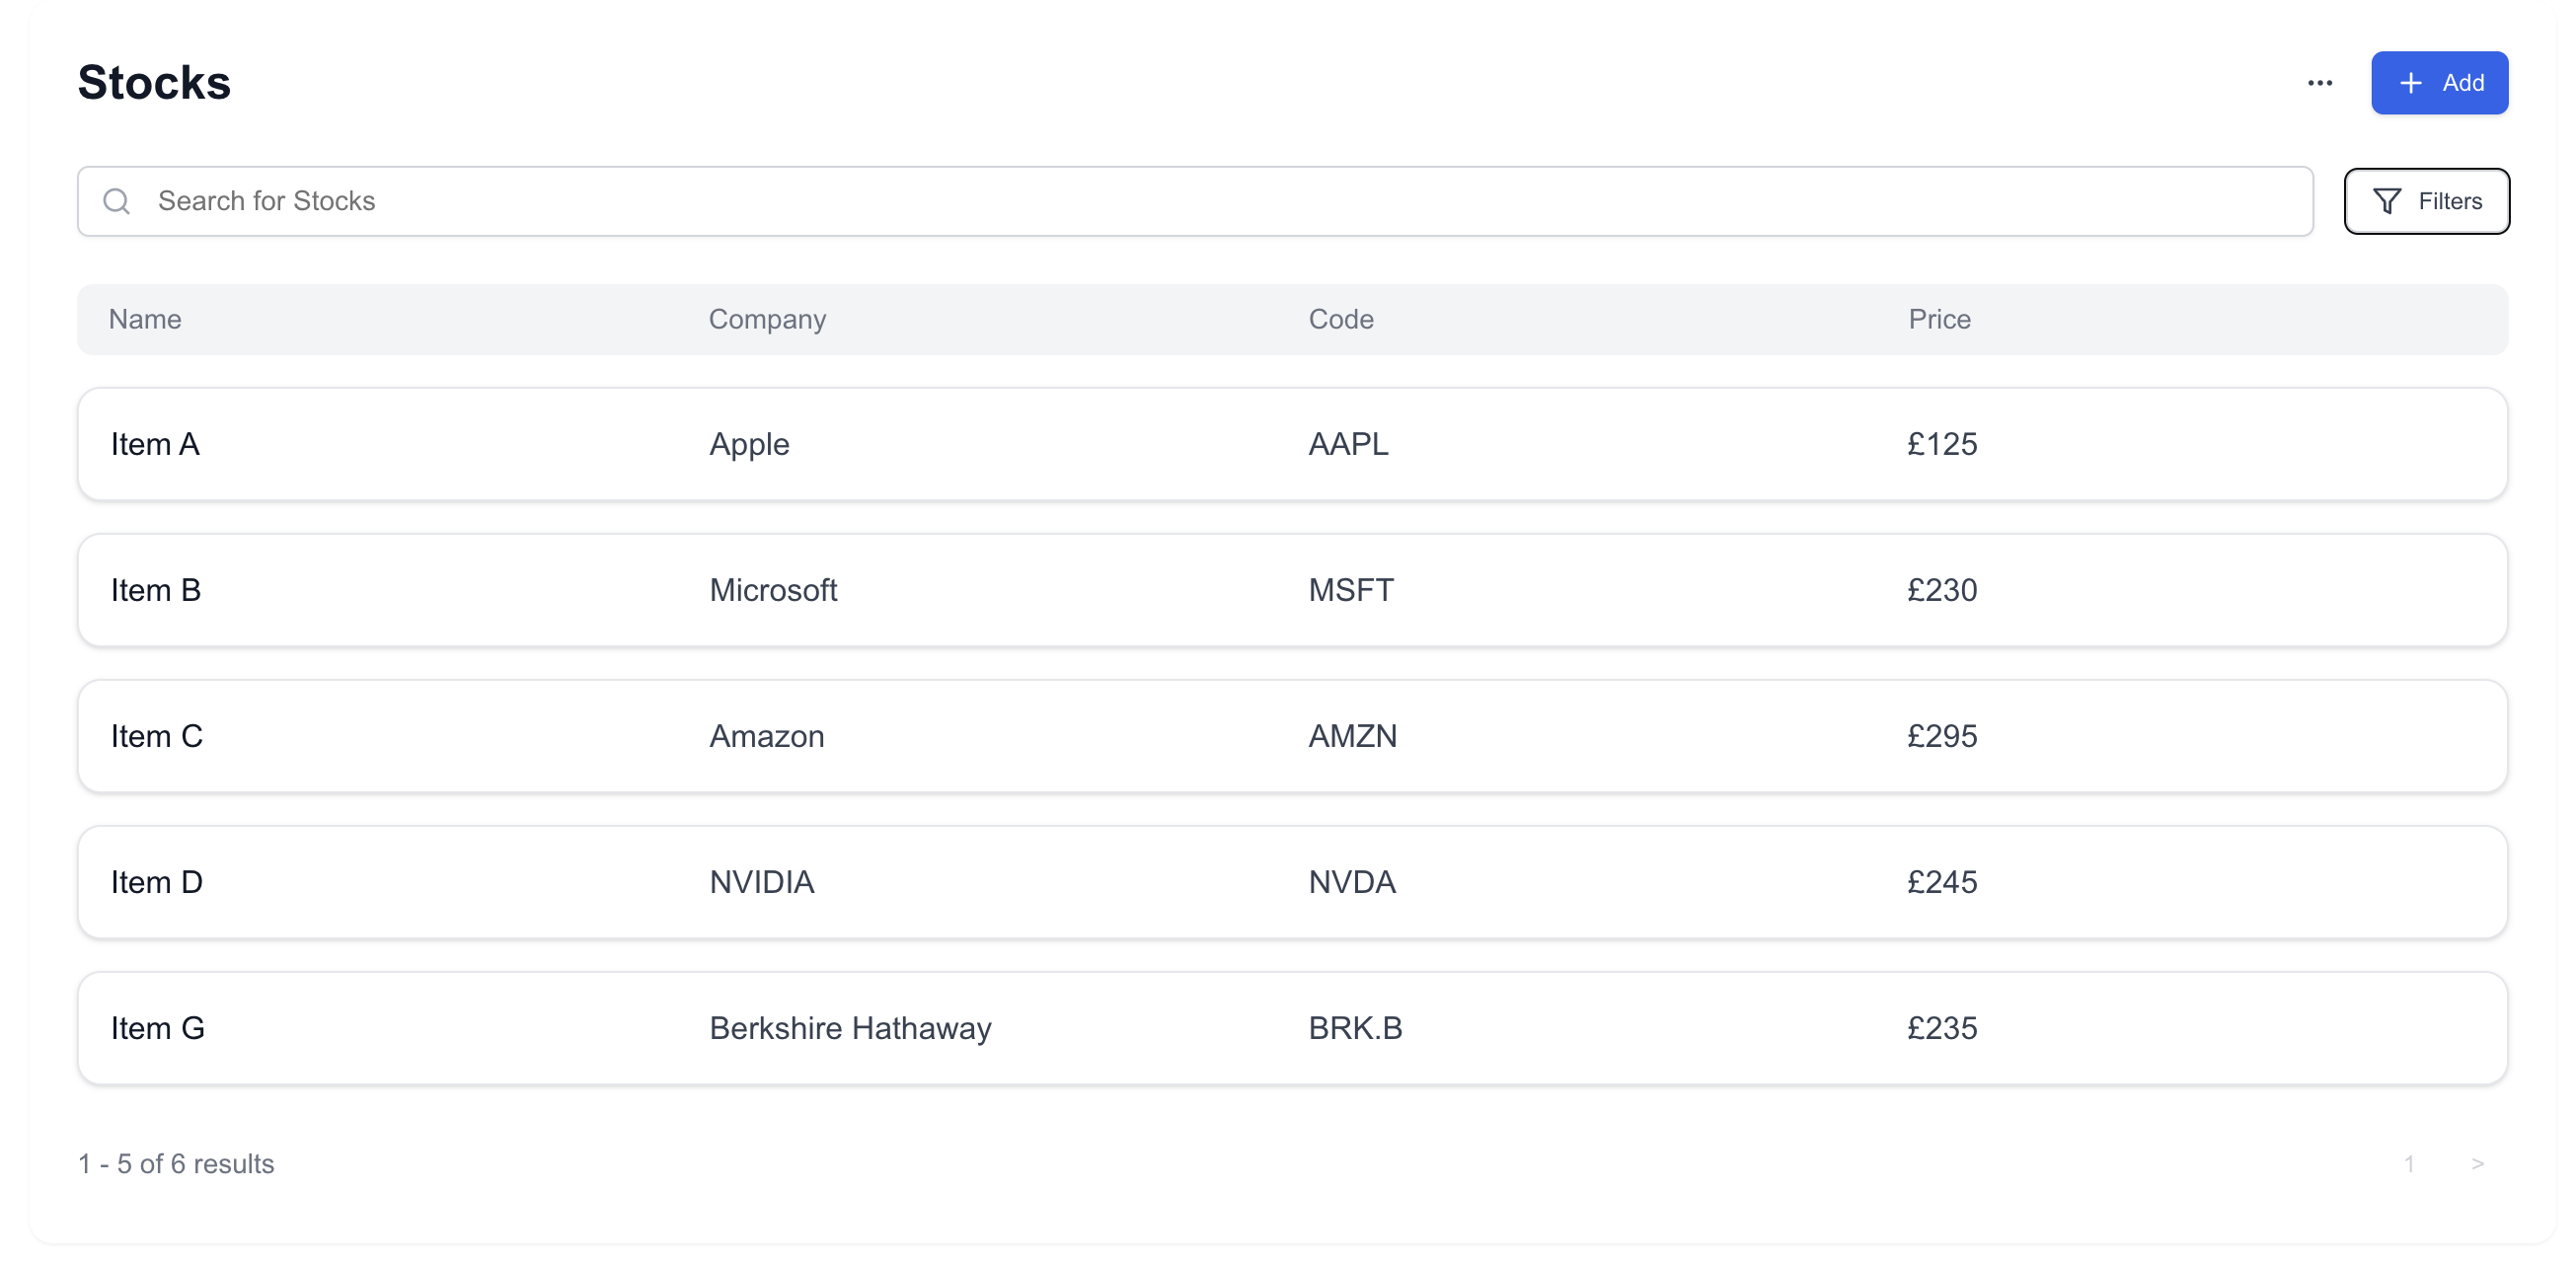 Stocks
... + Add
Search for Stocks
Filters
Name Company Code Price
Item A Apple AAPL £125
Item B Microsoft MSFT £230
Item C Amazon AMZN £295
Item D NVIDIA NVDA £245
Item G Berkshire Hathaway BRK.B £235
1 - 5 of 6 results
1 >